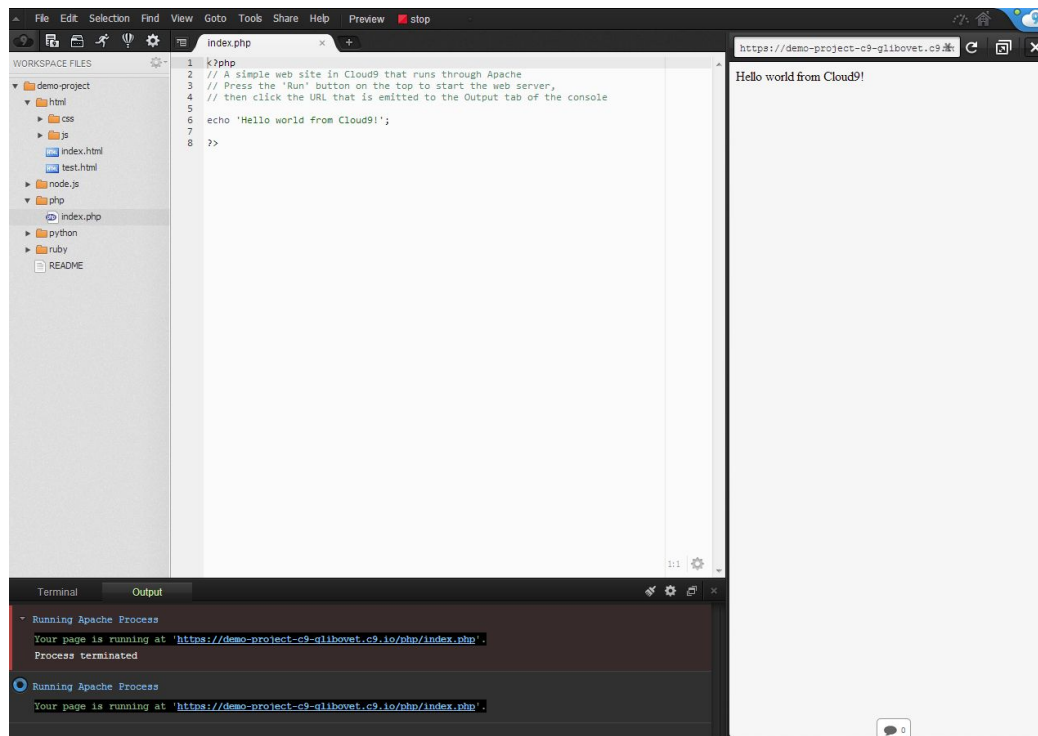 File Edit Selection Find View Goto Tools Share Help Preview stop
index.php
WORKSPACE FILES
demo-project
html
css
js
index.html
test.html
node.js
php
index.php
python
ruby
README
1 <?php
2 // A simple web site in Cloud9 that runs through Apache
3 // Press the 'Run' button on the top to start the web server,
4 // then click the URL that is emitted to the Output tab of the console
5
6 echo 'Hello world from Cloud9!';
7
8 ?>
1:1
https://demo-project-c9-glibovet.c9.
Hello world from Cloud9!
0
Terminal Output
Running Apache Process
Your page is running at 'https://demo-project-c9-glibovet.c9.io/php/index.php'.
Process terminated
Running Apache Process
Your page is running at 'https://demo-project-c9-glibovet.c9.io/php/index.php'.